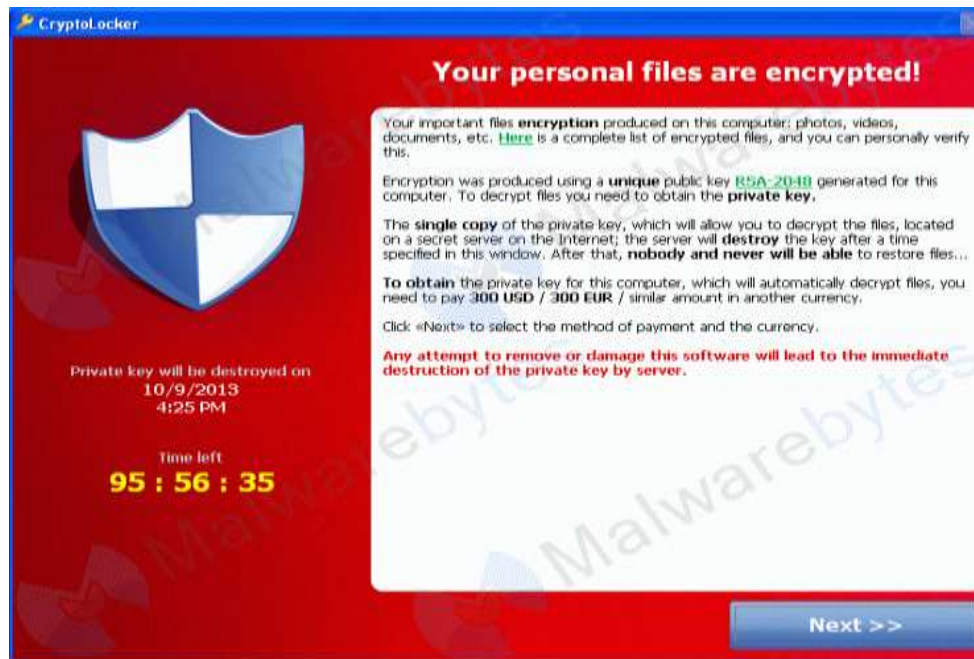 CryptoLocker
Your personal files are encrypted!
Your important files encryption produced on this computer: photos, videos,
documents, etc. Here is a complete list of encrypted files, and you can personally verify
this.
Encryption was produced using a unique public key RSA-2048 generated for this
computer. To decrypt files you need to obtain the private key.
The single copy of the private key, which will allow you to decrypt the files, located
on a secret server on the Internet; the server will destroy the key after a time
specified in this window. After that, nobody and never will be able to restore files...
To obtain the private key for this computer, which will automatically decrypt files, you
need to pay 300 USD / 300 EUR / similar amount in another currency.
Click «Next» to select the method of payment and the currency.
Any attempt to remove or damage this software will lead to the immediate
destruction of the private key by server.
Private key will be destroyed on
10/9/2013
4:25 PM
Time left
95 : 56 : 35
Next >>
Malwarebytes
Malwarebytes
Malwarebytes
Malwarebytes